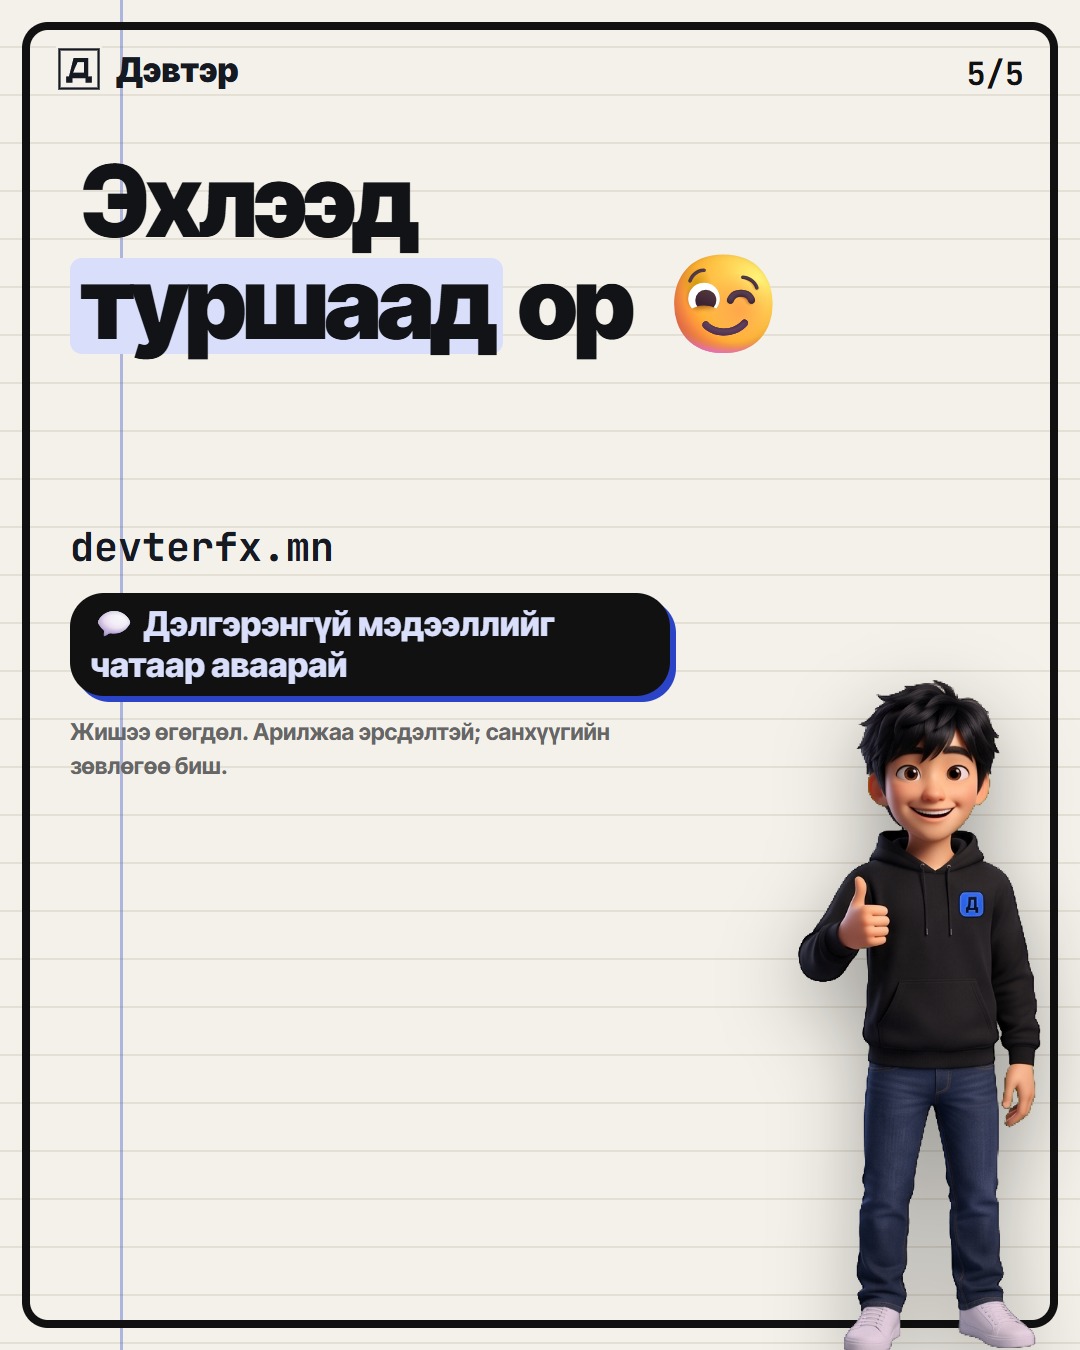 Д Дэвтэр
5/5
Эхлээд
туршаад ор
devterfx.mn
Дэлгэрэнгүй мэдээллийг
чатаар аваарай
Жишээ өгөгдөл. Арилжаа эрсдэлтэй; санхүүгийн
зөвлөгөө биш.
Д